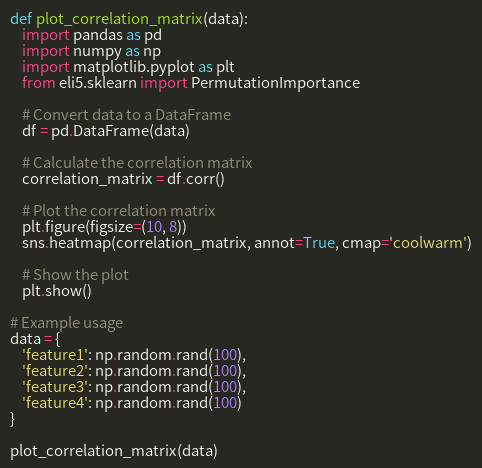 def plot_correlation_matrix(data):
    import pandas as pd
    import numpy as np
    import matplotlib.pyplot as plt
    from eli5.sklearn import PermutationImportance

    # Convert data to a DataFrame
    df = pd.DataFrame(data)

    # Calculate the correlation matrix
    correlation_matrix = df.corr()

    # Plot the correlation matrix
    plt.figure(figsize=(10, 8))
    sns.heatmap(correlation_matrix, annot=True, cmap='coolwarm')

    # Show the plot
    plt.show()

# Example usage
data = {
    'feature1': np.random.rand(100),
    'feature2': np.random.rand(100),
    'feature3': np.random.rand(100),
    'feature4': np.random.rand(100)
}

plot_correlation_matrix(data)